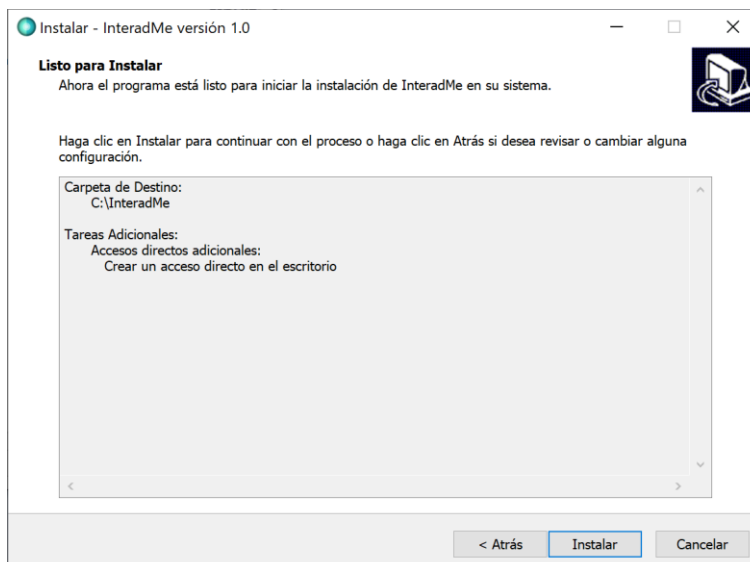 Instalar - InteradMe versión 1.0
Listo para Instalar
Ahora el programa está listo para iniciar la instalación de InteradMe en su sistema.
Haga clic en Instalar para continuar con el proceso o haga clic en Atrás si desea revisar o cambiar alguna
configuración.
Carpeta de Destino:
C:\InteradMe
Tareas Adicionales:
Accesos directos adicionales:
Crear un acceso directo en el escritorio
< Atrás
Instalar
Cancelar